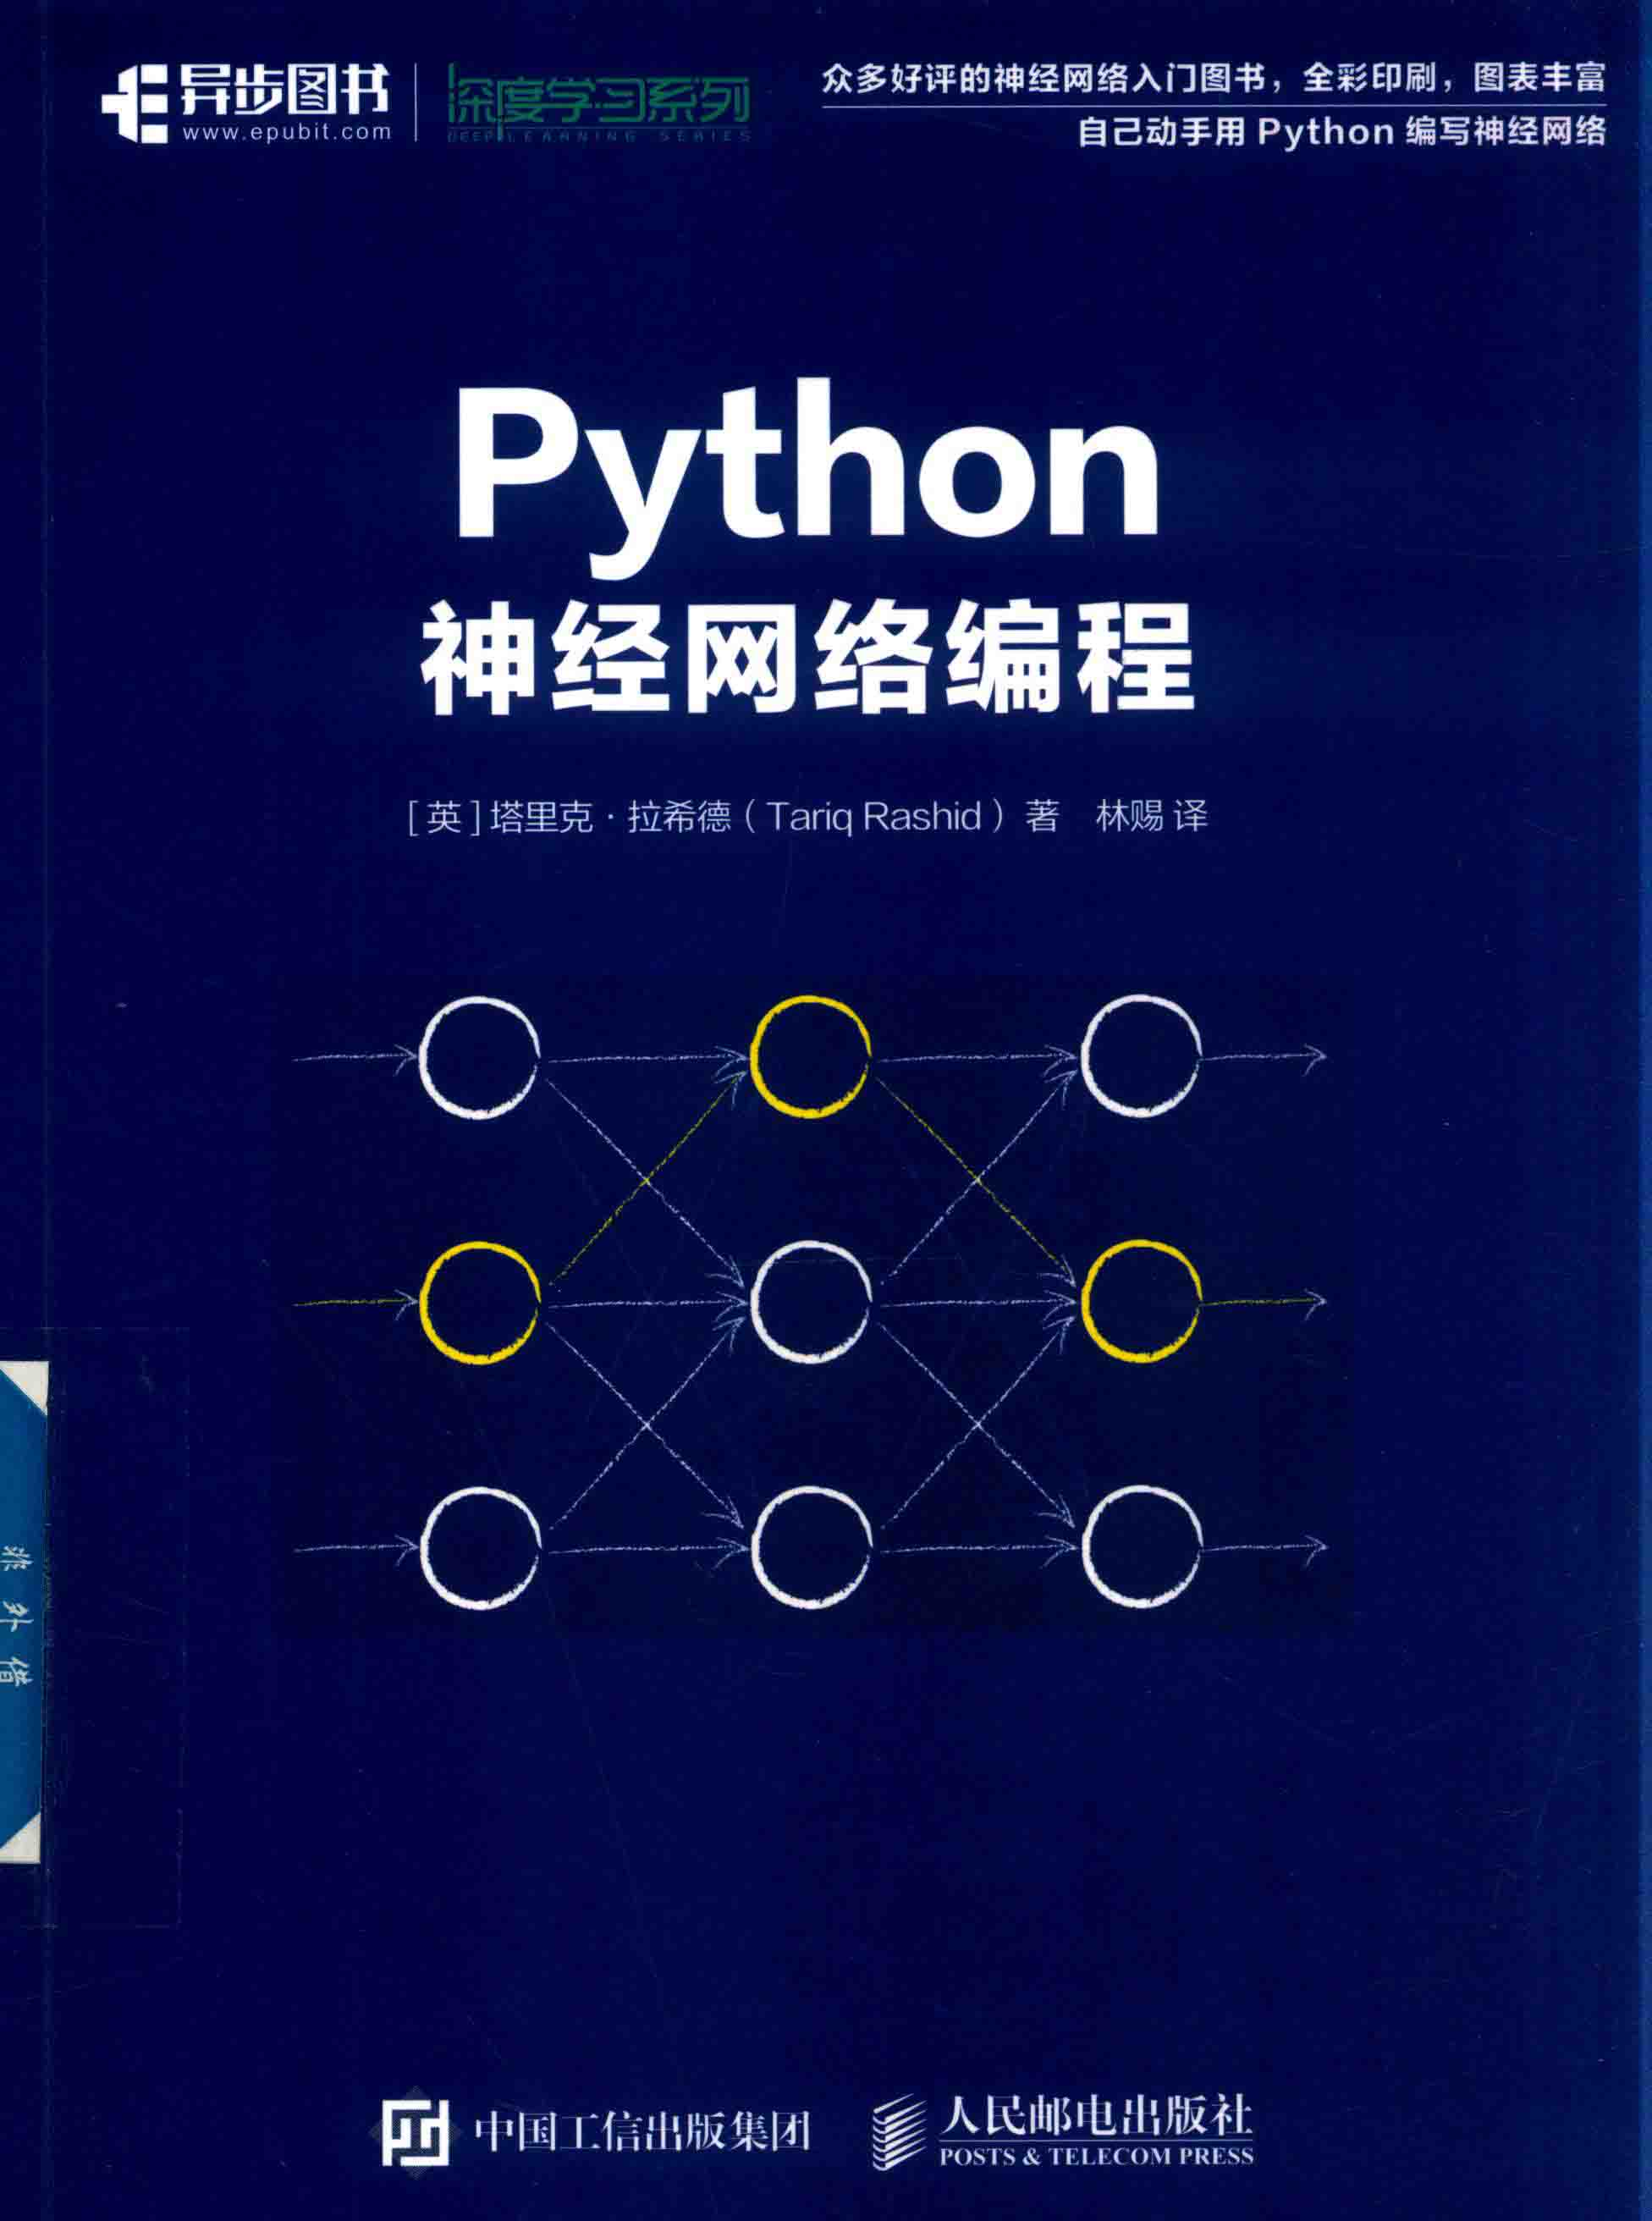 异步图书
www.epubit.com
深度学习系列
DEEP LEARNING SERIES
众多好评的神经网络入门图书，全彩印刷，图表丰富
自己动手用 Python 编写神经网络
Python
神经网络编程
[英]塔里克·拉希德（Tariq Rashid）著 林赐 译
外借
中国工信出版集团
人民邮电出版社
POSTS & TELECOM PRESS